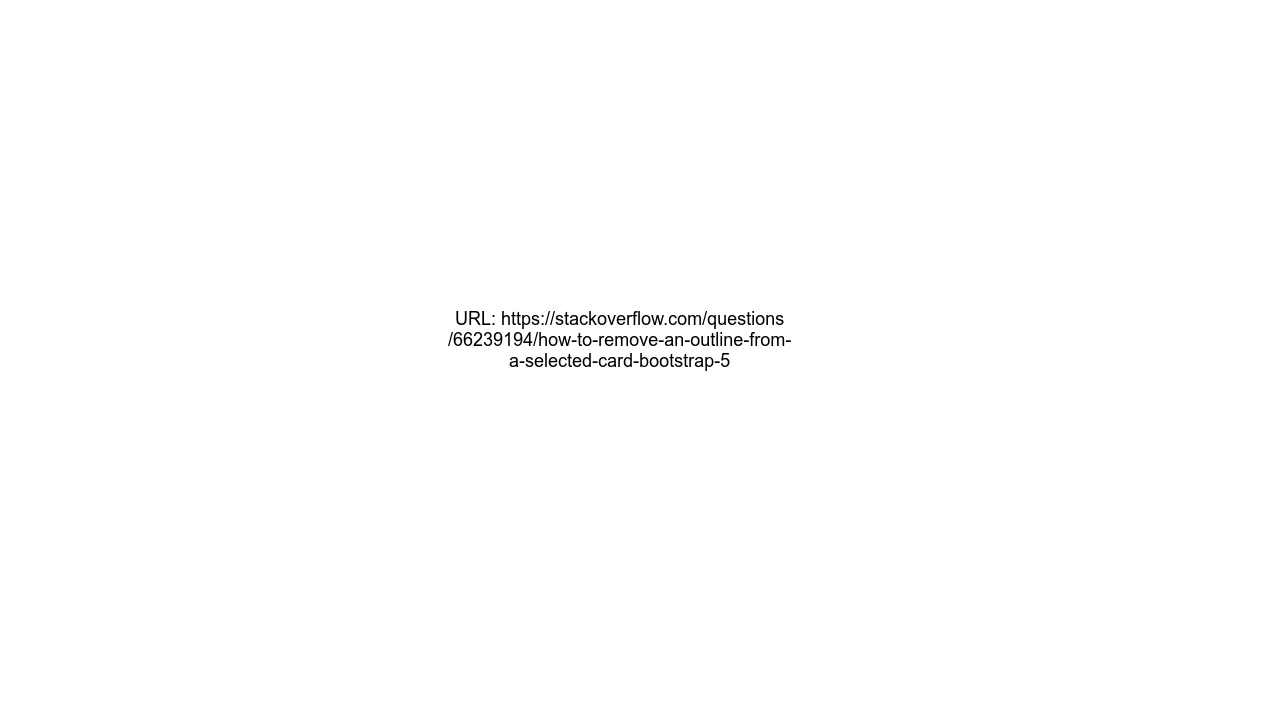 URL: https://stackoverflow.com/questions
/66239194/how-to-remove-an-outline-from-
a-selected-card-bootstrap-5